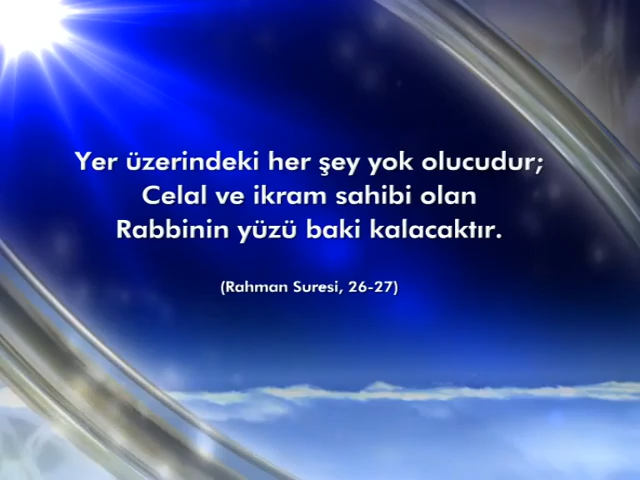 Yer üzerindeki her şey yok olucudur;
Celal ve ikram sahibi olan
Rabbinin yüzü baki kalacaktır.
(Rahman Suresi, 26-27)